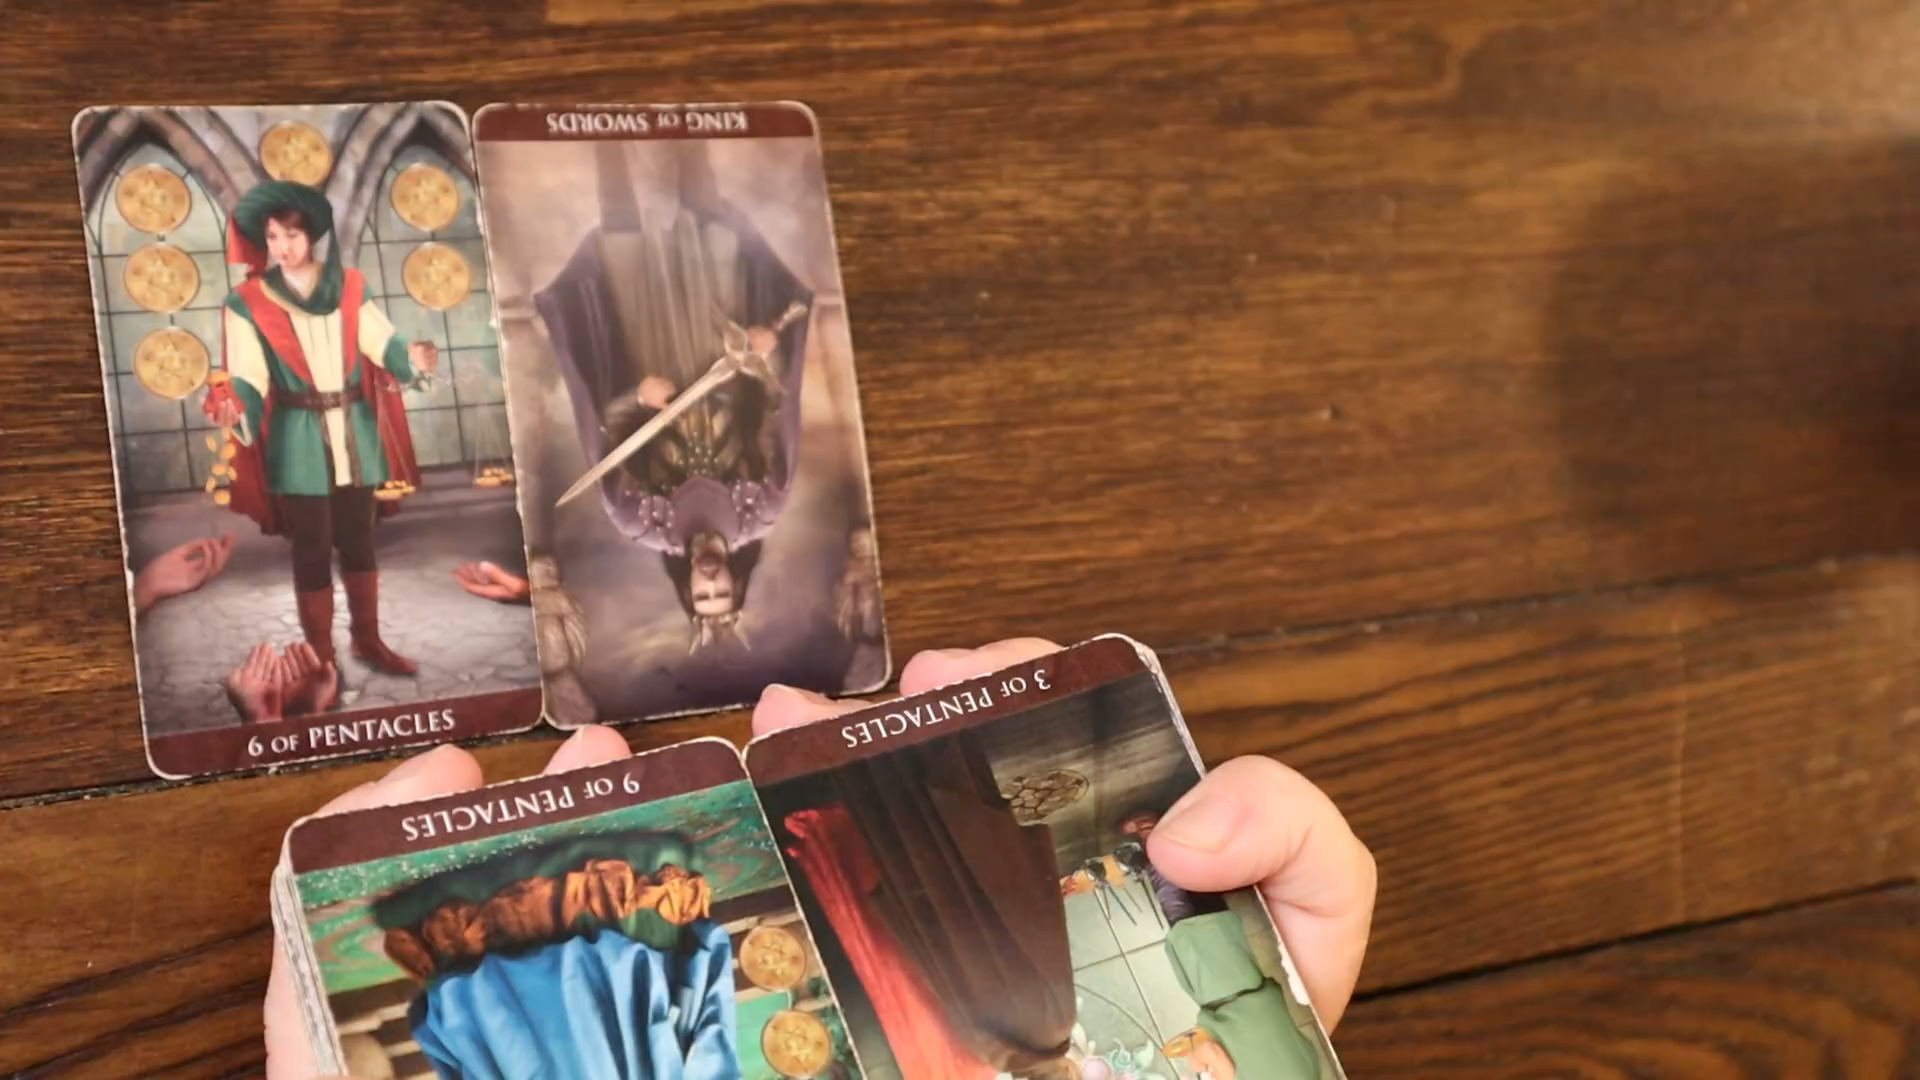 6 OF PENTACLES
KING OF SWORDS
9 OF PENTACLES
3 OF PENTACLES